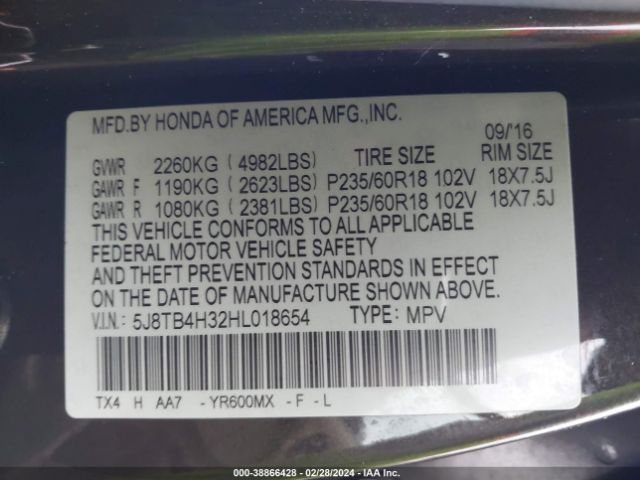 MFD.BY HONDA OF AMERICA MFG.,INC.
09/'16
GVWR 2260KG ( 4982LBS) TIRE SIZE RIM SIZE
GAWR F 1190KG ( 2623LBS) P235/60R18 102V 18X7.5J
GAWR R 1080KG ( 2381LBS) P235/60R18 102V 18X7.5J
THIS VEHICLE CONFORMS TO ALL APPLICABLE
FEDERAL MOTOR VEHICLE SAFETY
AND THEFT PREVENTION STANDARDS IN EFFECT
ON THE DATE OF MANUFACTURE SHOWN ABOVE.
V.I.N.: 5J8TB4H32HL018654 TYPE: MPV
TX4 H AA7 -YR600MX -F -L
000-38866428 - 02/28/2024 - IAA Inc.